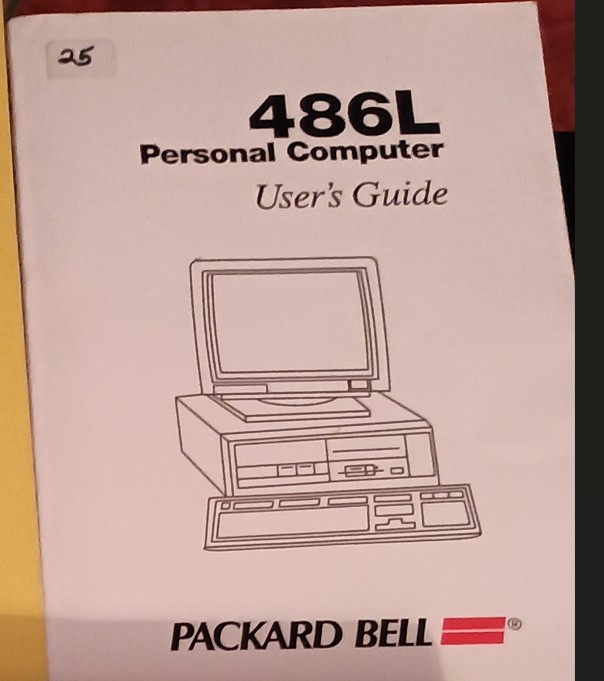 25
486L
Personal Computer
User's Guide
PACKARD BELL ®